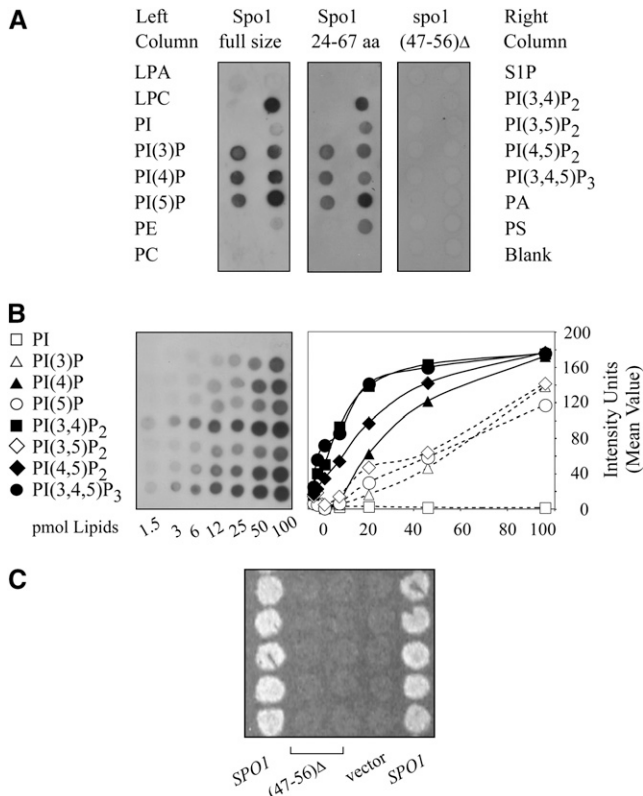 A
Left Column
Spo1 full size
Spo1 24-67 aa
spo1 (47-56)Δ
Right Column
LPA
LPC
PI
PI(3)P
PI(4)P
PI(5)P
PE
PC
S1P
PI(3,4)P2
PI(3,5)P2
PI(4,5)P2
PI(3,4,5)P3
PA
PS
Blank
B
PI
PI(3)P
PI(4)P
PI(5)P
PI(3,4)P2
PI(3,5)P2
PI(4,5)P2
PI(3,4,5)P3
pmol Lipids
1.5 3 6 12 25 50 100
200
160
120
80
40
0
0 20 40 60 80 100
Intensity Units
(Mean Value)
C
SPO1
(47-56)Δ
vector
SPO1